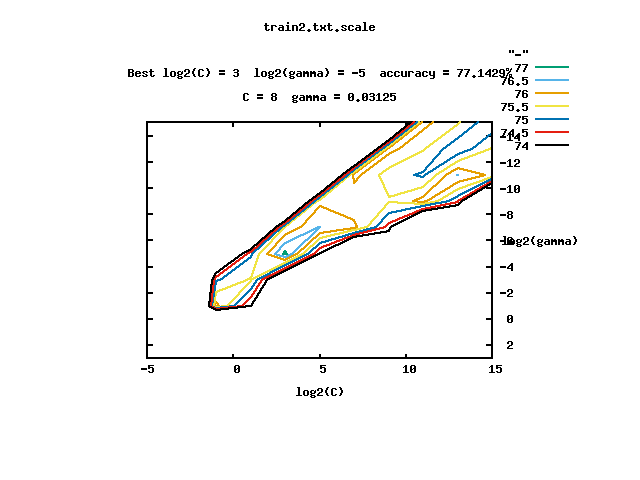 train2.txt.scale
"-"
Best log2(C) = 3 log2(gamma) = -5 accuracy = 77.1429%
77
76.5
C = 8 gamma = 0.03125
76
75.5
75
74.5
74
-14
-12
-10
-8
-6
log2(gamma)
-4
-2
0
2
-5 0 5 10 15
log2(C)